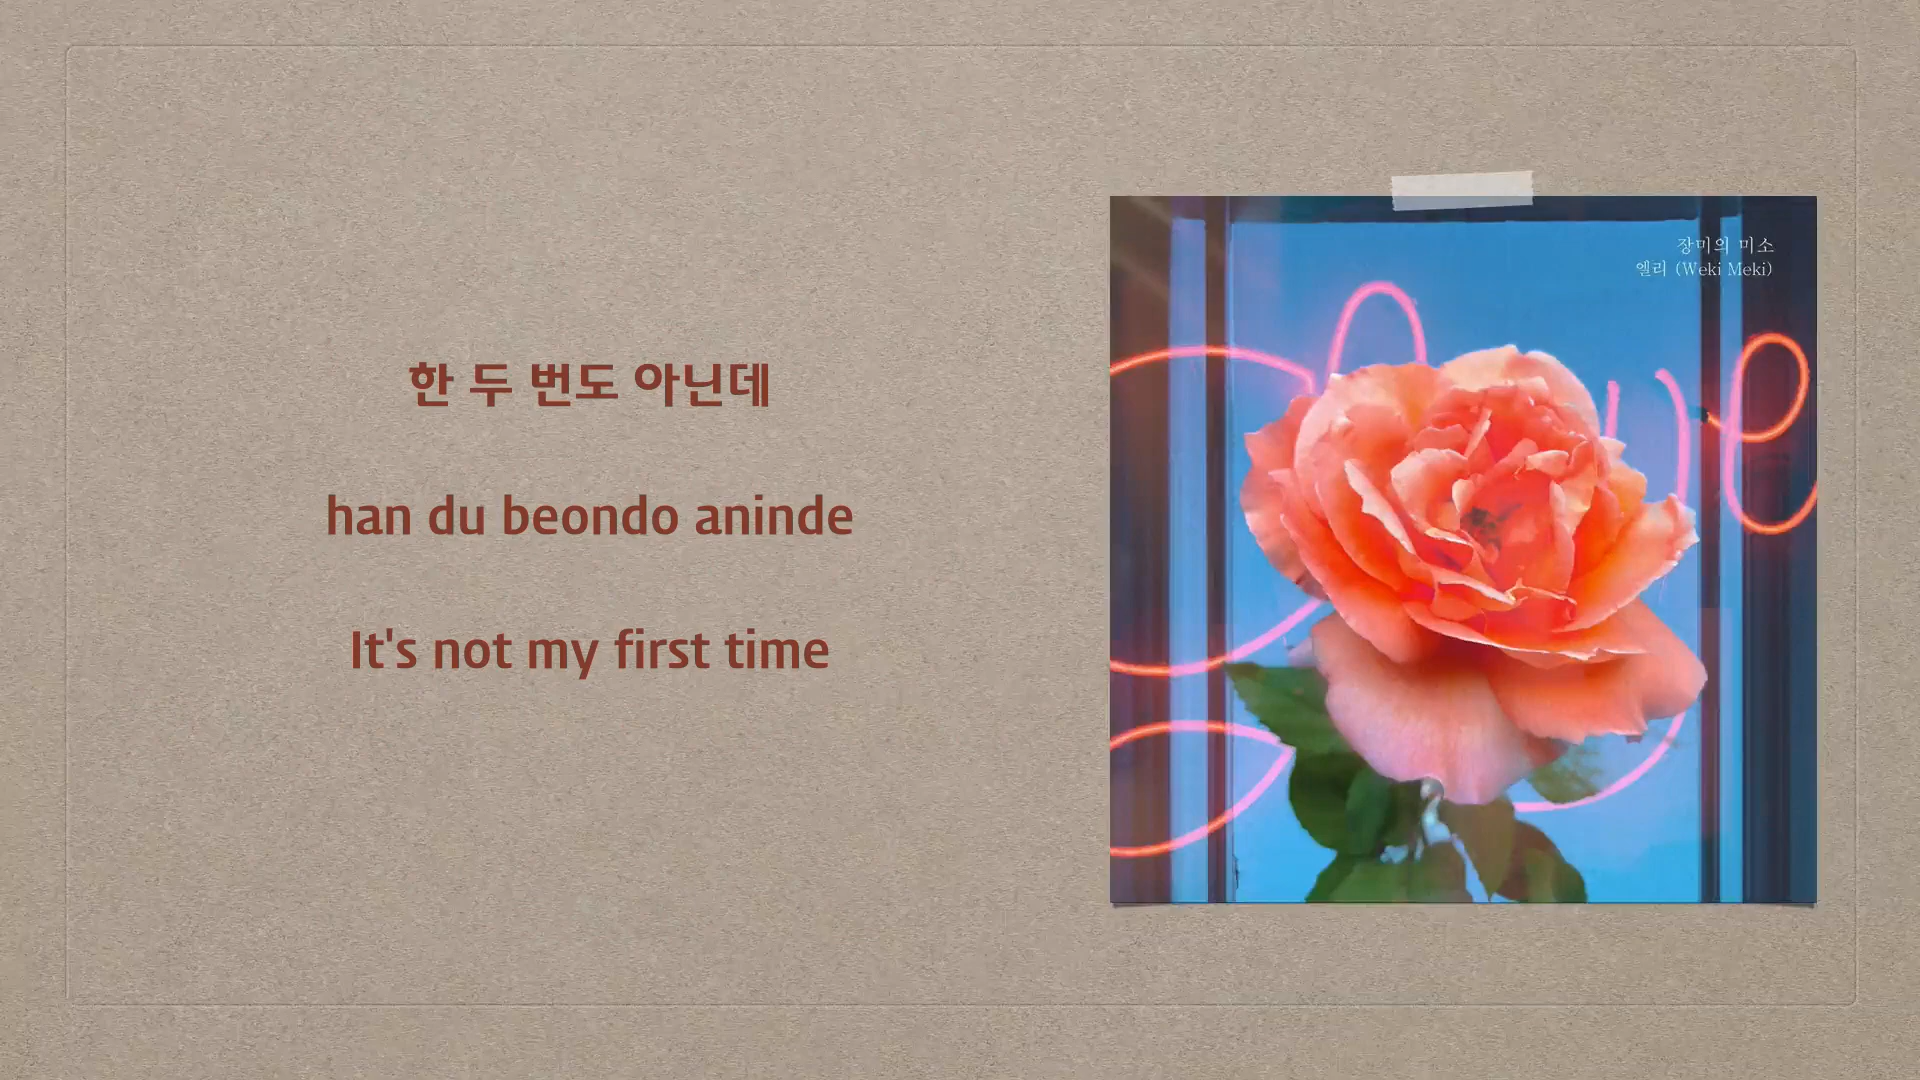 한 두 번도 아닌데
han du beondo aninde
It's not my first time
장미의 미소
엘리 (Weki Meki)